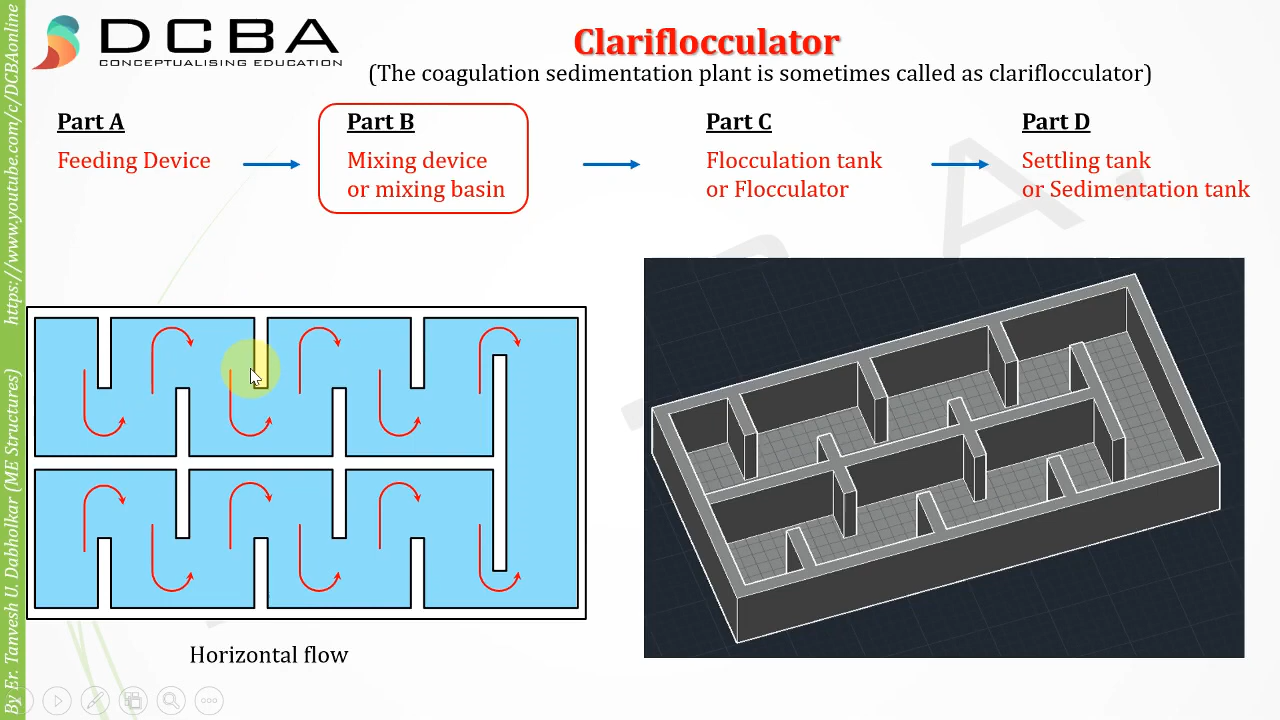 DCBA
CONCEPTUALISING EDUCATION
Clariflocculator
(The coagulation sedimentation plant is sometimes called as clariflocculator)
Part A
Feeding Device
Part B
Mixing device
or mixing basin
Part C
Flocculation tank
or Flocculator
Part D
Settling tank
or Sedimentation tank
Horizontal flow
By Er. Tanvesh U. Dabholkar (ME Structures) https://www.youtube.com/c/DCBAonline